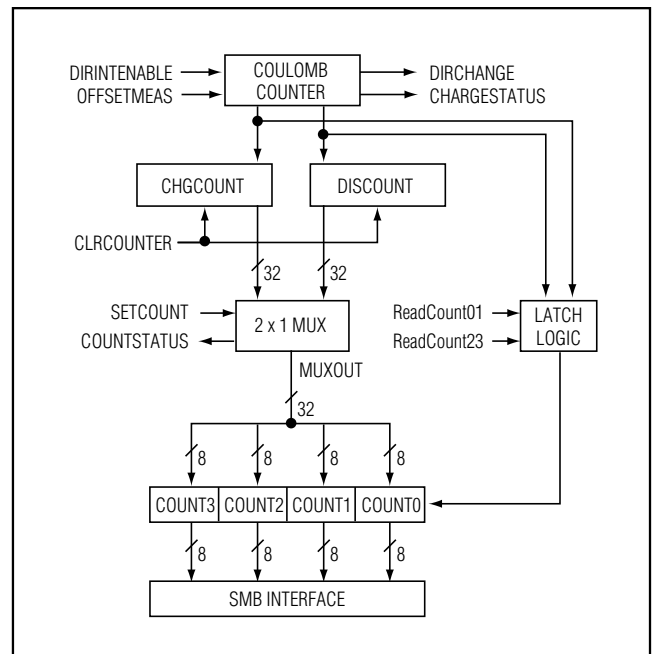 DIRINTENABLE
OFFSETMEAS
COULOMB
COUNTER
DIRCHANGE
CHARGESTATUS
CHGCOUNT
DISCOUNT
CLRCOUNTER
32
32
SETCOUNT
COUNTSTATUS
2 x 1 MUX
ReadCount01
ReadCount23
LATCH
LOGIC
MUXOUT
32
8
8
8
8
COUNT3
COUNT2
COUNT1
COUNT0
8
8
8
8
SMB INTERFACE